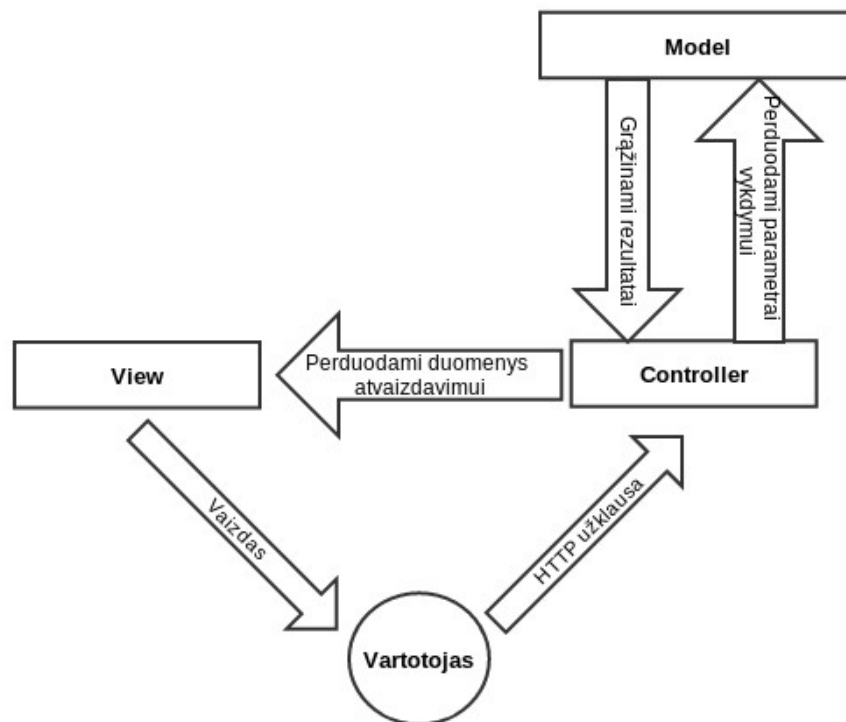 Model
Grąžinami rezultatai
Perduodami parametrai
vykdymui
View
Perduodami duomenys
atvaizdavimui
Controller
Vaizdas
HTTP užklausa
Vartotojas